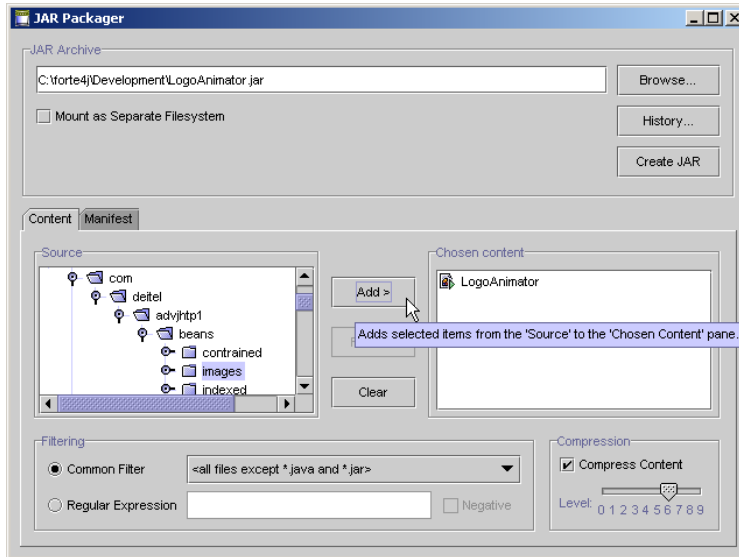 JAR Packager
JAR Archive
C:\forte4j\Development\LogoAnimator.jar
Browse...
Mount as Separate Filesystem
History...
Create JAR
Content
Manifest
Source
Chosen content
com
deitel
advjhtp1
beans
contrained
images
indexed
Add >
LogoAnimator
Adds selected items from the 'Source' to the 'Chosen Content' pane.
Clear
Filtering
Common Filter
<all files except *.java and *.jar>
Regular Expression
Negative
Compression
Compress Content
Level:
0 1 2 3 4 5 6 7 8 9